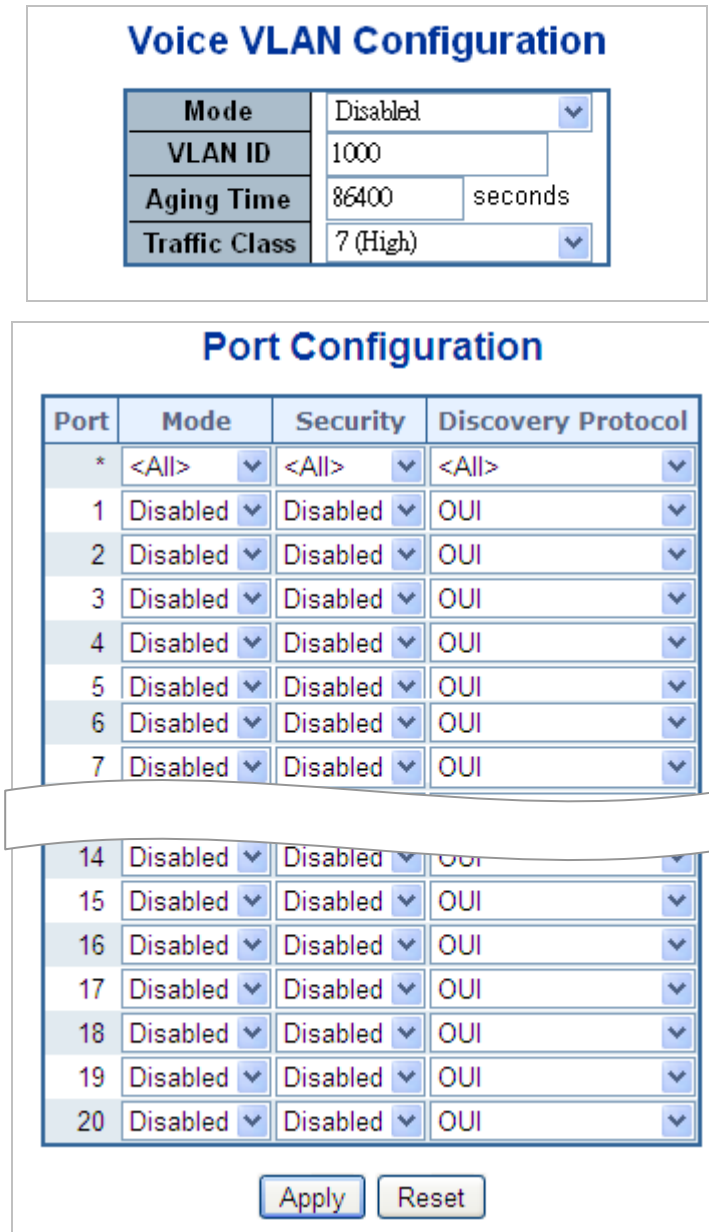 Voice VLAN Configuration
Mode Disabled
VLAN ID 1000
Aging Time 86400 seconds
Traffic Class 7 (High)
Port Configuration
Port Mode Security Discovery Protocol
* <All> <All> <All>
1 Disabled Disabled OUI
2 Disabled Disabled OUI
3 Disabled Disabled OUI
4 Disabled Disabled OUI
5 Disabled Disabled OUI
6 Disabled Disabled OUI
7 Disabled Disabled OUI
14 Disabled Disabled OUI
15 Disabled Disabled OUI
16 Disabled Disabled OUI
17 Disabled Disabled OUI
18 Disabled Disabled OUI
19 Disabled Disabled OUI
20 Disabled Disabled OUI
Apply Reset